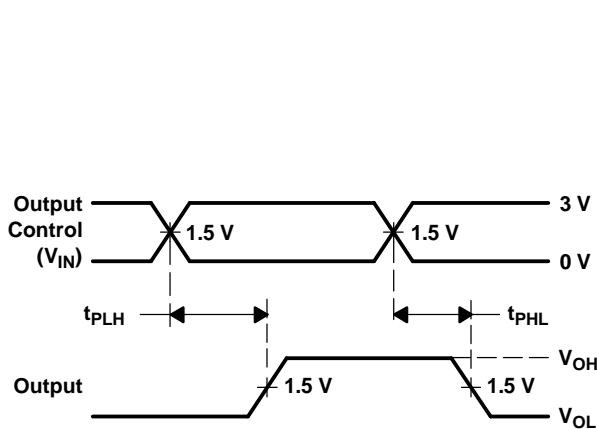 Output
Control
(VIN)
1.5 V
1.5 V
3 V
0 V
tPLH
tPHL
Output
1.5 V
1.5 V
VOH
VOL